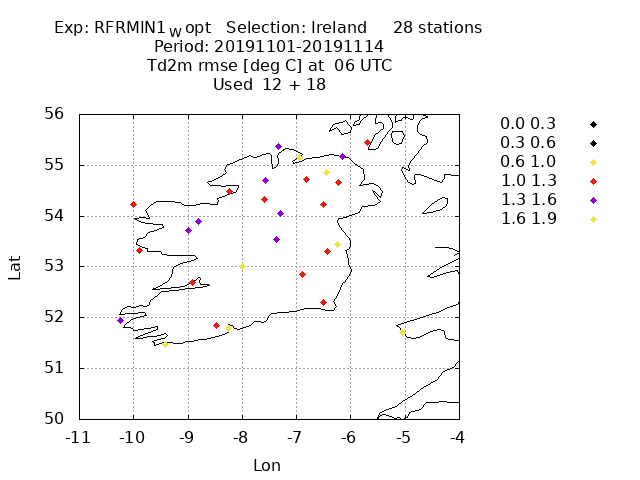 Exp: RFRMIN1wopt Selection: Ireland 28 stations
Period: 20191101-20191114
Td2m rmse [deg C] at 06 UTC
Used 12 + 18
56
55
54
53
52
51
50
-11 -10 -9 -8 -7 -6 -5 -4
Lat
Lon
0.0 0.3
0.3 0.6
0.6 1.0
1.0 1.3
1.3 1.6
1.6 1.9